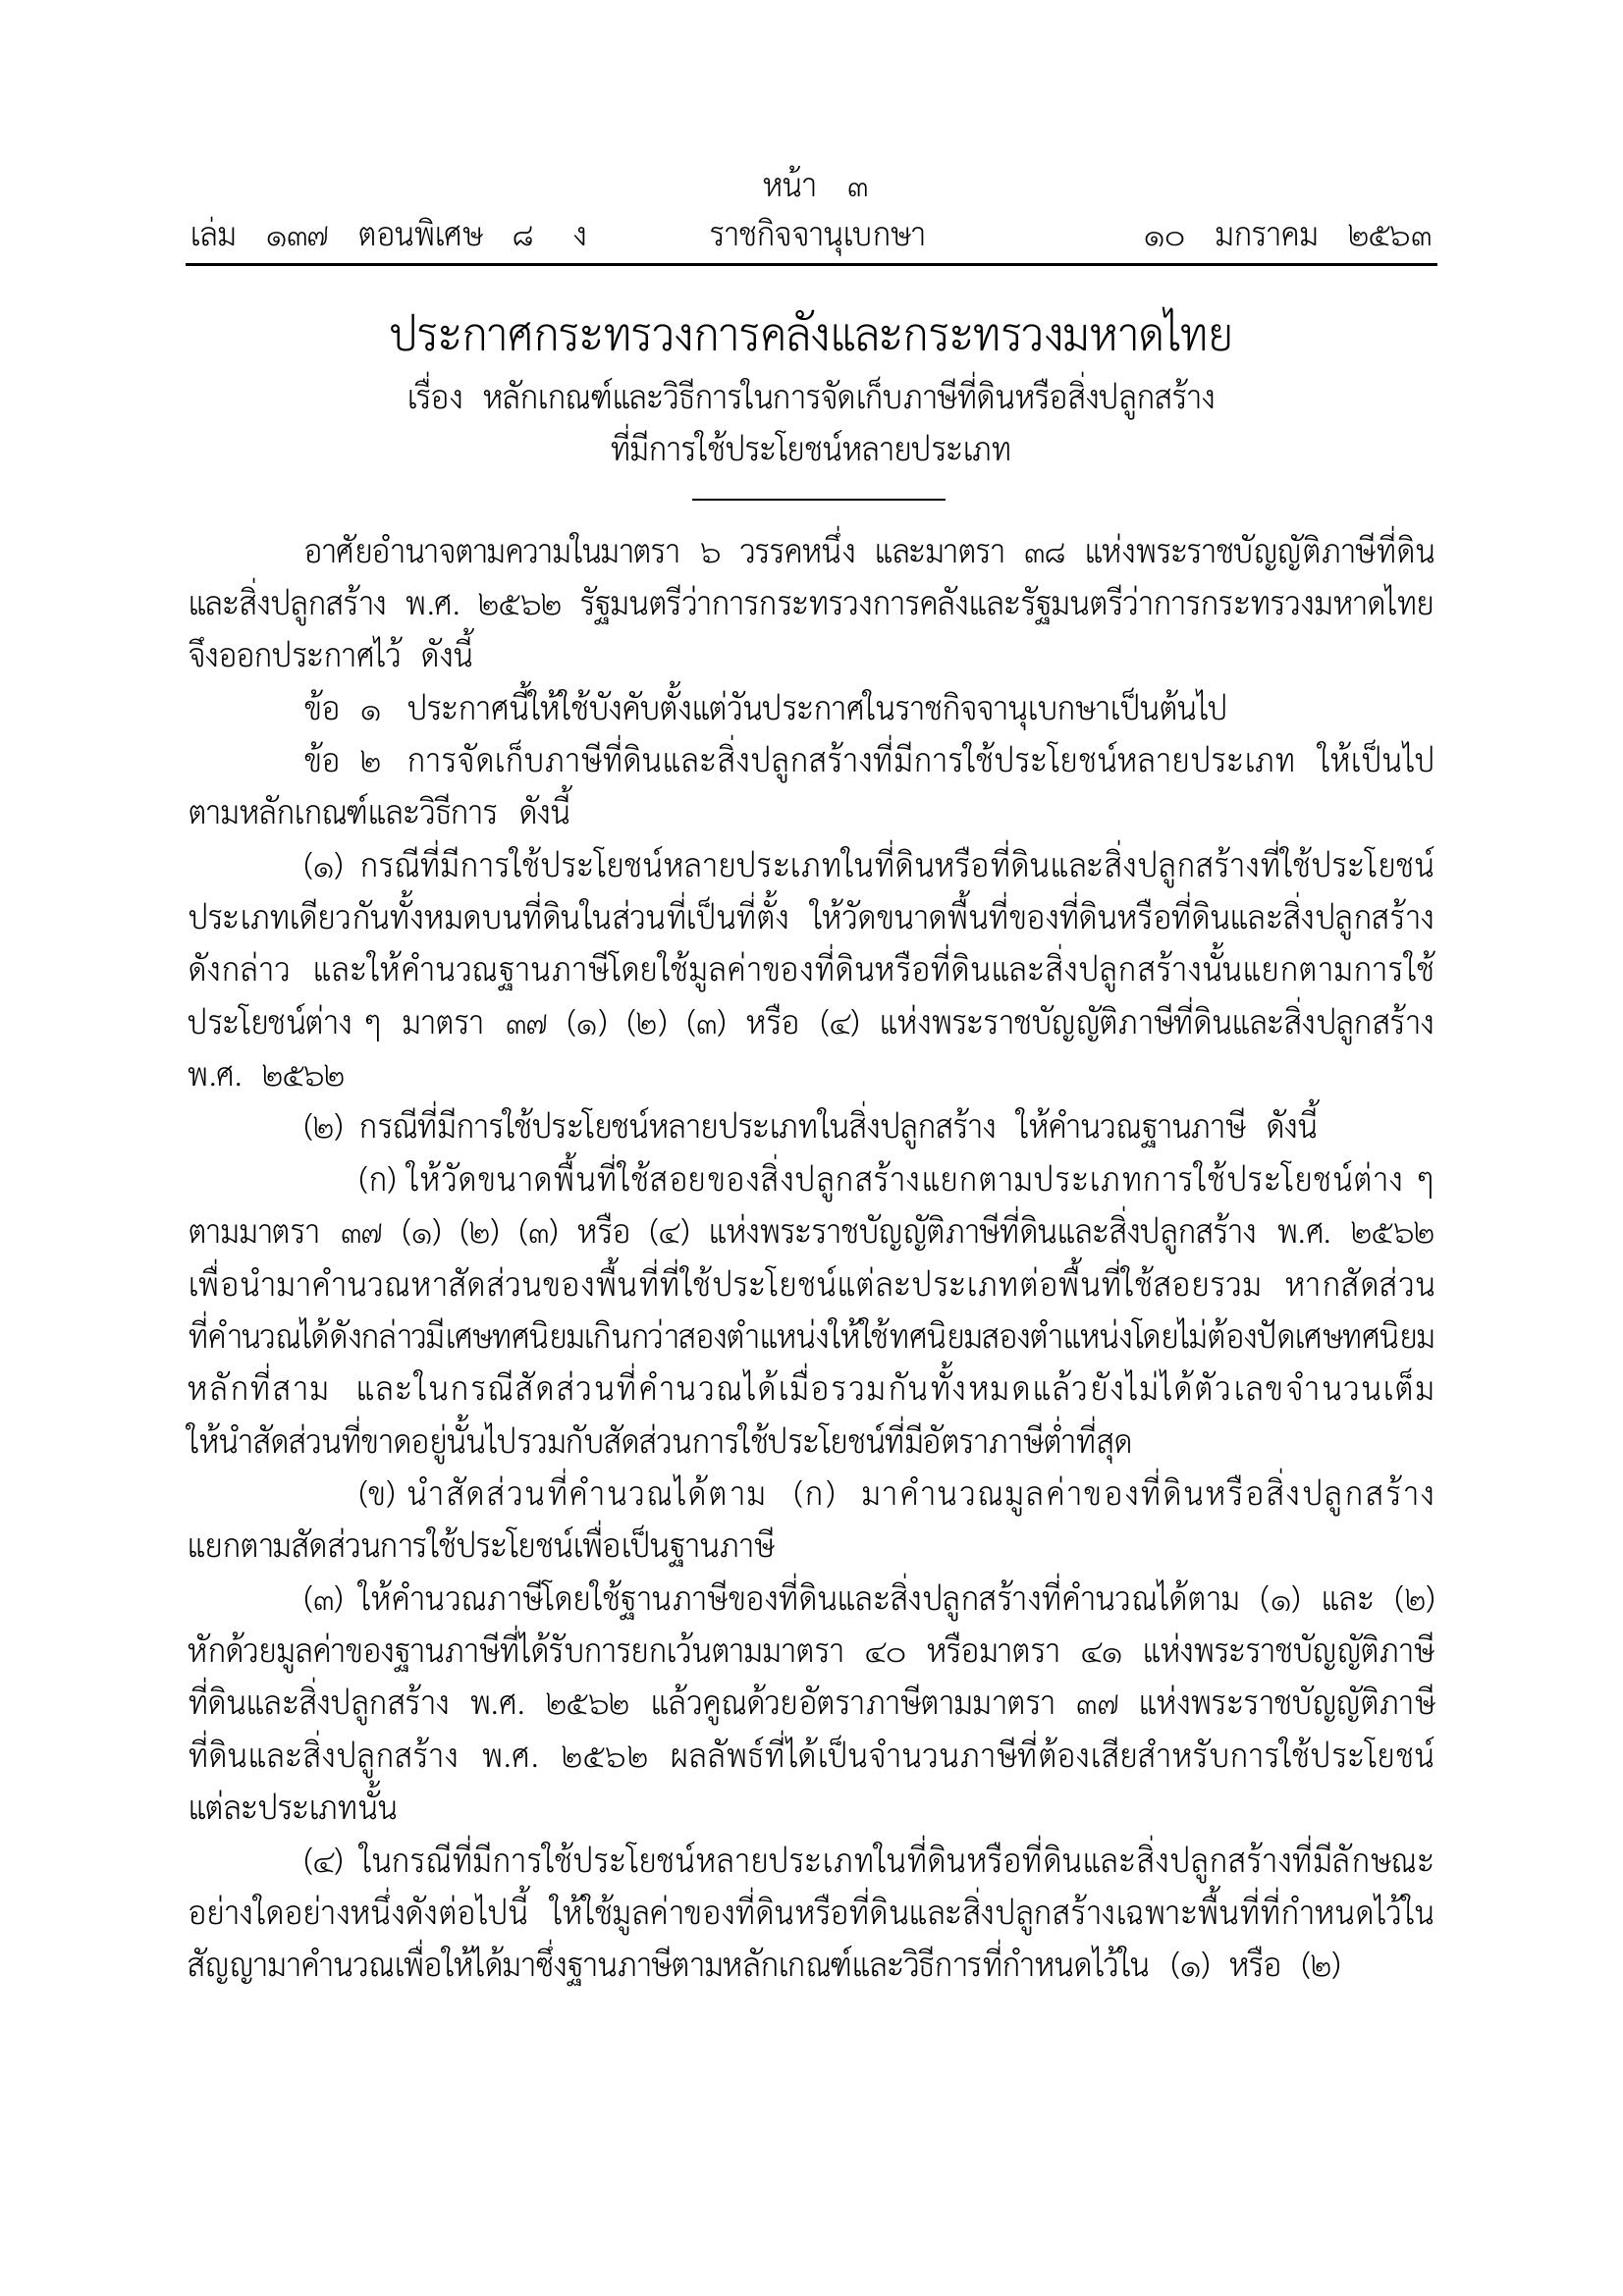 หน้า ๓
เล่ม ๑๓๗ ตอนพิเศษ ๘ ง ราชกิจจานุเบกษา ๑๐ มกราคม ๒๕๖๓
ประกาศกระทรวงการคลังและกระทรวงมหาดไทย
เรื่อง หลักเกณฑ์และวิธีการในการจัดเก็บภาษีที่ดินหรือสิ่งปลูกสร้าง
ที่มีการใช้ประโยชน์หลายประเภท
อาศัยอำนาจตามความในมาตรา ๖ วรรคหนึ่ง และมาตรา ๓๘ แห่งพระราชบัญญัติภาษีที่ดิน
และสิ่งปลูกสร้าง พ.ศ. ๒๕๖๒ รัฐมนตรีว่าการกระทรวงการคลังและรัฐมนตรีว่าการกระทรวงมหาดไทย
จึงออกประกาศไว้ ดังนี้
ข้อ ๑ ประกาศนี้ให้ใช้บังคับตั้งแต่วันประกาศในราชกิจจานุเบกษาเป็นต้นไป
ข้อ ๒ การจัดเก็บภาษีที่ดินและสิ่งปลูกสร้างที่มีการใช้ประโยชน์หลายประเภท ให้เป็นไป
ตามหลักเกณฑ์และวิธีการ ดังนี้
(๑) กรณีที่มีการใช้ประโยชน์หลายประเภทในที่ดินหรือที่ดินและสิ่งปลูกสร้างที่ใช้ประโยชน์
ประเภทเดียวกันทั้งหมดบนที่ดินในส่วนที่เป็นที่ตั้ง ให้วัดขนาดพื้นที่ของที่ดินหรือที่ดินและสิ่งปลูกสร้าง
ดังกล่าว และให้คำนวณฐานภาษีโดยใช้มูลค่าของที่ดินหรือที่ดินและสิ่งปลูกสร้างนั้นแยกตามการใช้
ประโยชน์ต่าง ๆ มาตรา ๓๗ (๑) (๒) (๓) หรือ (๔) แห่งพระราชบัญญัติภาษีที่ดินและสิ่งปลูกสร้าง
พ.ศ. ๒๕๖๒
(๒) กรณีที่มีการใช้ประโยชน์หลายประเภทในสิ่งปลูกสร้าง ให้คำนวณฐานภาษี ดังนี้
(ก) ให้วัดขนาดพื้นที่ใช้สอยของสิ่งปลูกสร้างแยกตามประเภทการใช้ประโยชน์ต่าง ๆ
ตามมาตรา ๓๗ (๑) (๒) (๓) หรือ (๔) แห่งพระราชบัญญัติภาษีที่ดินและสิ่งปลูกสร้าง พ.ศ. ๒๕๖๒
เพื่อนำมาคำนวณหาสัดส่วนของพื้นที่ที่ใช้ประโยชน์แต่ละประเภทต่อพื้นที่ใช้สอยรวม หากสัดส่วน
ที่คำนวณได้ดังกล่าวมีเศษทศนิยมเกินกว่าสองตำแหน่งให้ใช้ทศนิยมสองตำแหน่งโดยไม่ต้องปัดเศษทศนิยม
หลักที่สาม และในกรณีสัดส่วนที่คำนวณได้เมื่อรวมกันทั้งหมดแล้วยังไม่ได้ตัวเลขจำนวนเต็ม
ให้นำสัดส่วนที่ขาดอยู่นั้นไปรวมกับสัดส่วนการใช้ประโยชน์ที่มีอัตราภาษีต่ำที่สุด
(ข) นำสัดส่วนที่คำนวณได้ตาม (ก) มาคำนวณมูลค่าของที่ดินหรือสิ่งปลูกสร้าง
แยกตามสัดส่วนการใช้ประโยชน์เพื่อเป็นฐานภาษี
(๓) ให้คำนวณภาษีโดยใช้ฐานภาษีของที่ดินและสิ่งปลูกสร้างที่คำนวณได้ตาม (๑) และ (๒)
หักด้วยมูลค่าของฐานภาษีที่ได้รับการยกเว้นตามมาตรา ๔๐ หรือมาตรา ๔๑ แห่งพระราชบัญญัติภาษี
ที่ดินและสิ่งปลูกสร้าง พ.ศ. ๒๕๖๒ แล้วคูณด้วยอัตราภาษีตามมาตรา ๓๗ แห่งพระราชบัญญัติภาษี
ที่ดินและสิ่งปลูกสร้าง พ.ศ. ๒๕๖๒ ผลลัพธ์ที่ได้เป็นจำนวนภาษีที่ต้องเสียสำหรับการใช้ประโยชน์
แต่ละประเภทนั้น
(๔) ในกรณีที่มีการใช้ประโยชน์หลายประเภทในที่ดินหรือที่ดินและสิ่งปลูกสร้างที่มีลักษณะ
อย่างใดอย่างหนึ่งดังต่อไปนี้ ให้ใช้มูลค่าของที่ดินหรือที่ดินและสิ่งปลูกสร้างเฉพาะพื้นที่ที่กำหนดไว้ใน
สัญญามาคำนวณเพื่อให้ได้มาซึ่งฐานภาษีตามหลักเกณฑ์และวิธีการที่กำหนดไว้ใน (๑) หรือ (๒)